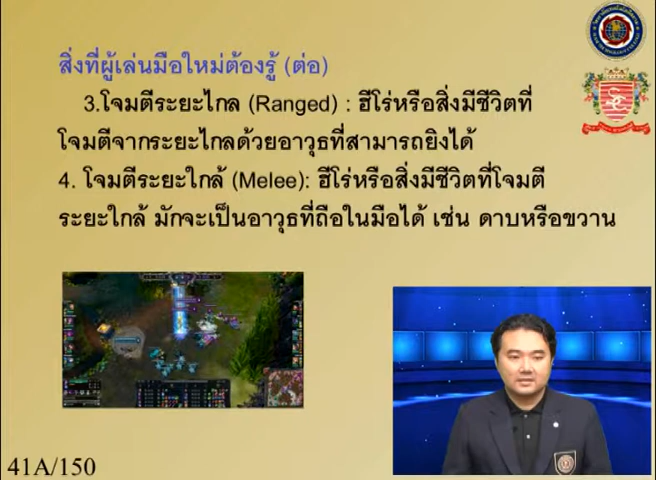 สิ่งที่ผู้เล่นมือใหม่ต้องรู้ (ต่อ)
3.โจมตีระยะไกล (Ranged) : ฮีโร่หรือสิ่งมีชีวิตที่
โจมตีจากระยะไกลด้วยอาวุธที่สามารถยิงได้
4. โจมตีระยะใกล้ (Melee): ฮีโร่หรือสิ่งมีชีวิตที่โจมตี
ระยะใกล้ มักจะเป็นอาวุธที่ถือในมือได้ เช่น ดาบหรือขวาน
41A/150